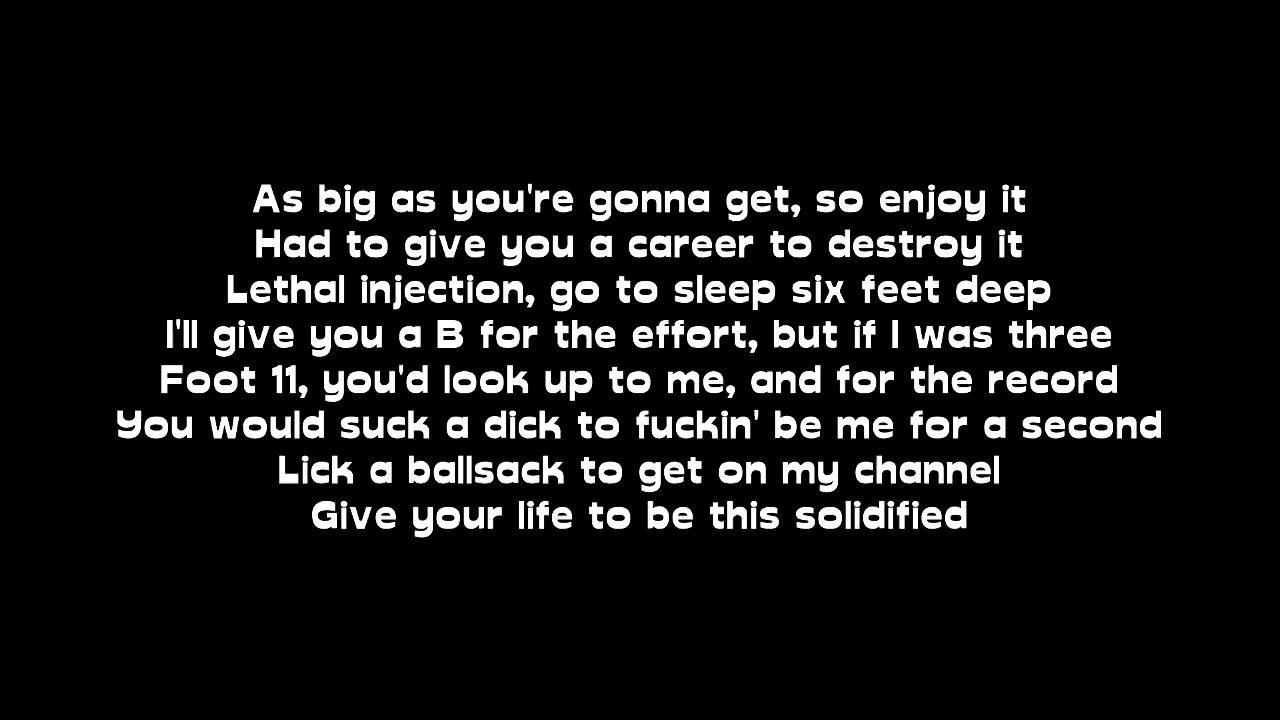 As big as you're gonna get, so enjoy it
Had to give you a career to destroy it
Lethal injection, go to sleep six feet deep
I'll give you a B for the effort, but if I was three
Foot 11, you'd look up to me, and for the record
You would suck a dick to fuckin' be me for a second
Lick a ballsack to get on my channel
Give your life to be this solidified